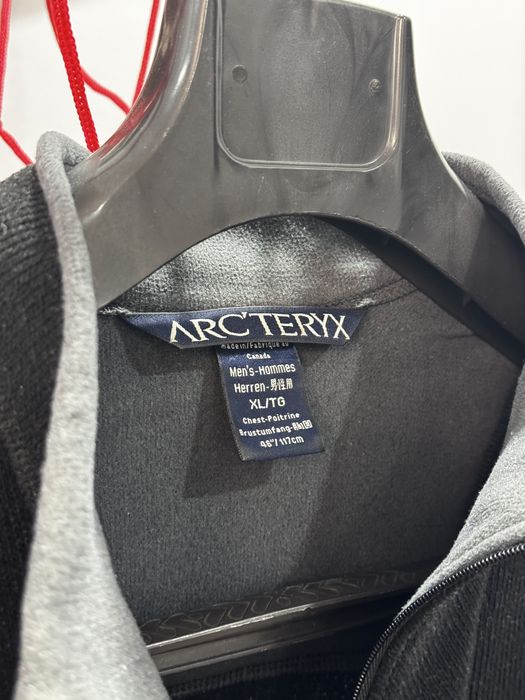 ARC'TERYX
Made in/Fabriqué au
Canada
Men's-Hommes
Herren-男性用
XL/TG
Chest-Poitrine
Brustumfang-胸囲
46"/117cm